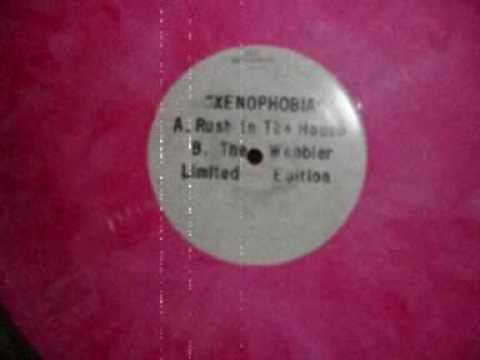 "XENOPHOBIA"
A. Rush in The House
B. The Wobbler
Limited Edition